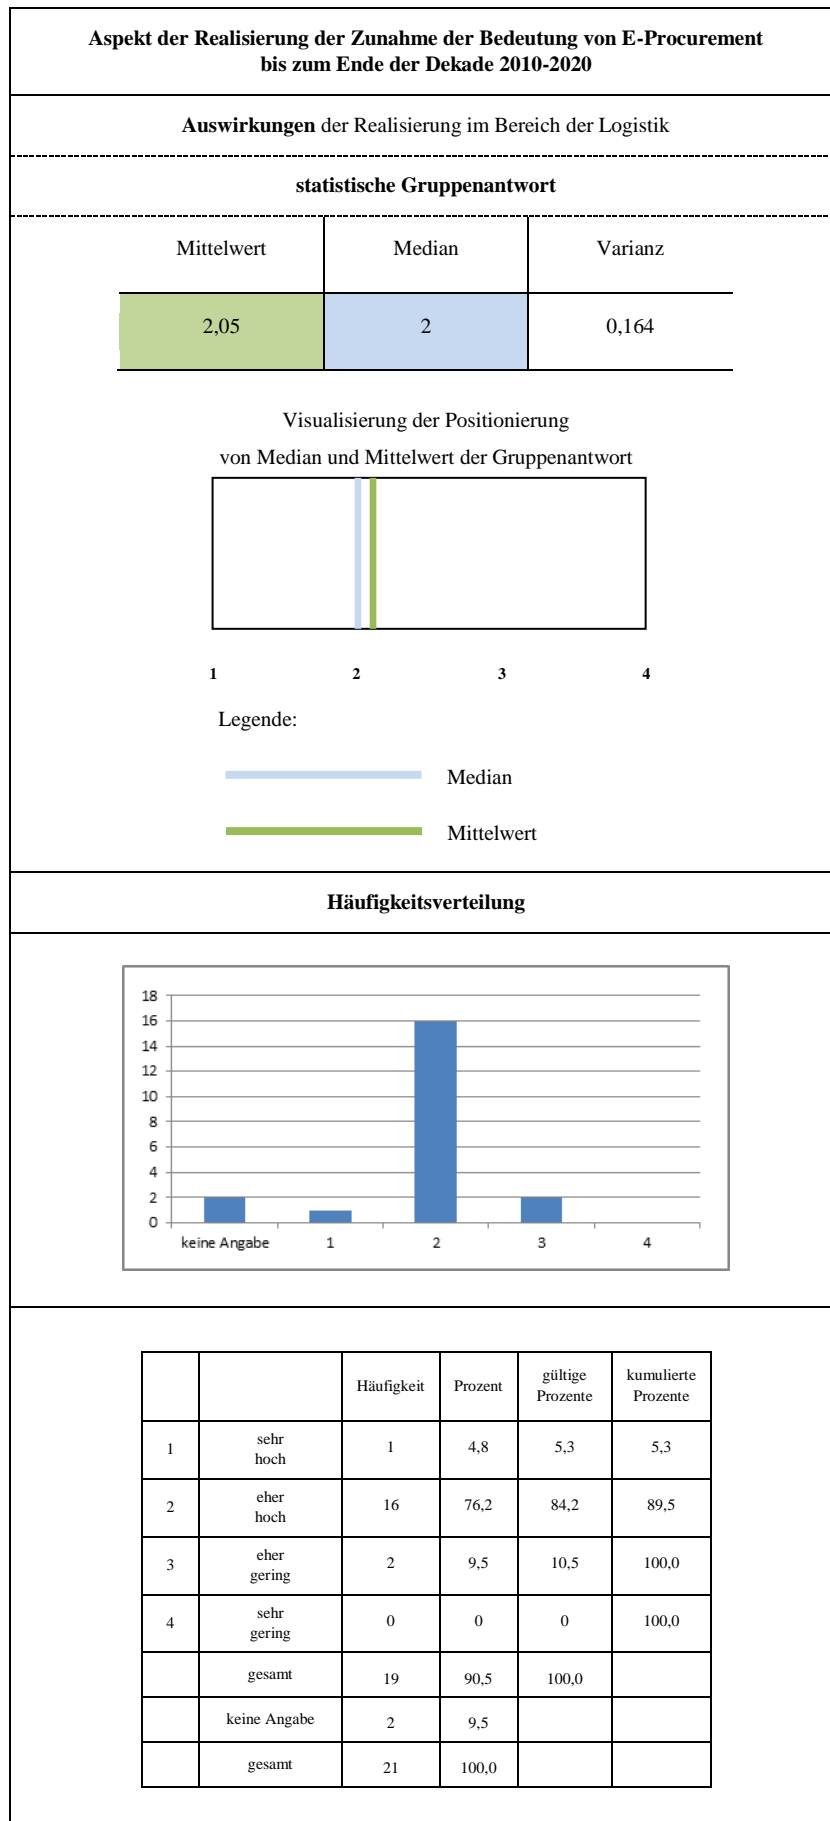 Aspekt der Realisierung der Zunahme der Bedeutung von E-Procurement
bis zum Ende der Dekade 2010-2020
Auswirkungen der Realisierung im Bereich der Logistik
statistische Gruppenantwort
Mittelwert Median Varianz
2,05 2 0,164
Visualisierung der Positionierung
von Median und Mittelwert der Gruppenantwort
1 2 3 4
Legende:
Median
Mittelwert
Häufigkeitsverteilung
18
16
14
12
10
8
6
4
2
0
keine Angabe 1 2 3 4
Häufigkeit Prozent gültige Prozente kumulierte Prozente
1 sehr hoch 1 4,8 5,3 5,3
2 eher hoch 16 76,2 84,2 89,5
3 eher gering 2 9,5 10,5 100,0
4 sehr gering 0 0 0 100,0
gesamt 19 90,5 100,0
keine Angabe 2 9,5
gesamt 21 100,0